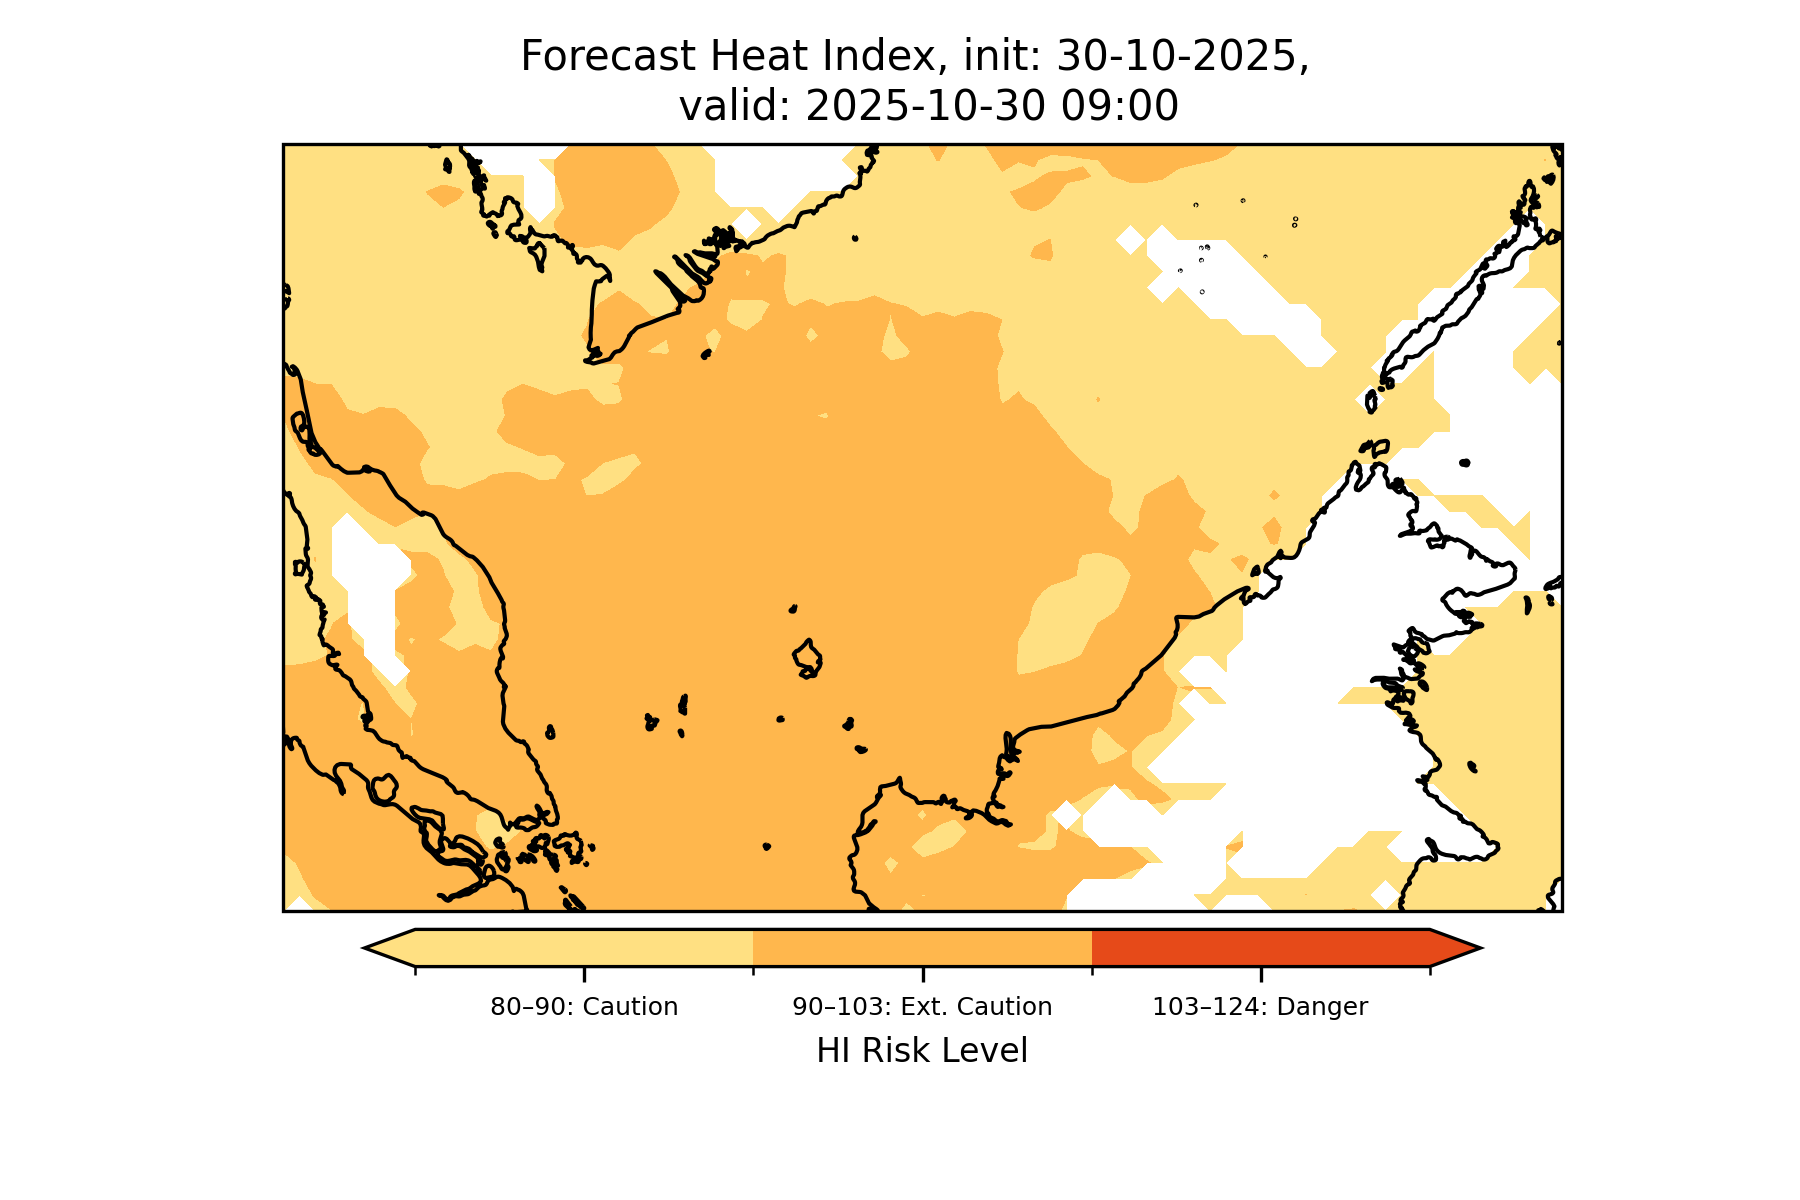 Forecast Heat Index, init: 30-10-2025,
valid: 2025-10-30 09:00
80–90: Caution
90–103: Ext. Caution
103–124: Danger
HI Risk Level